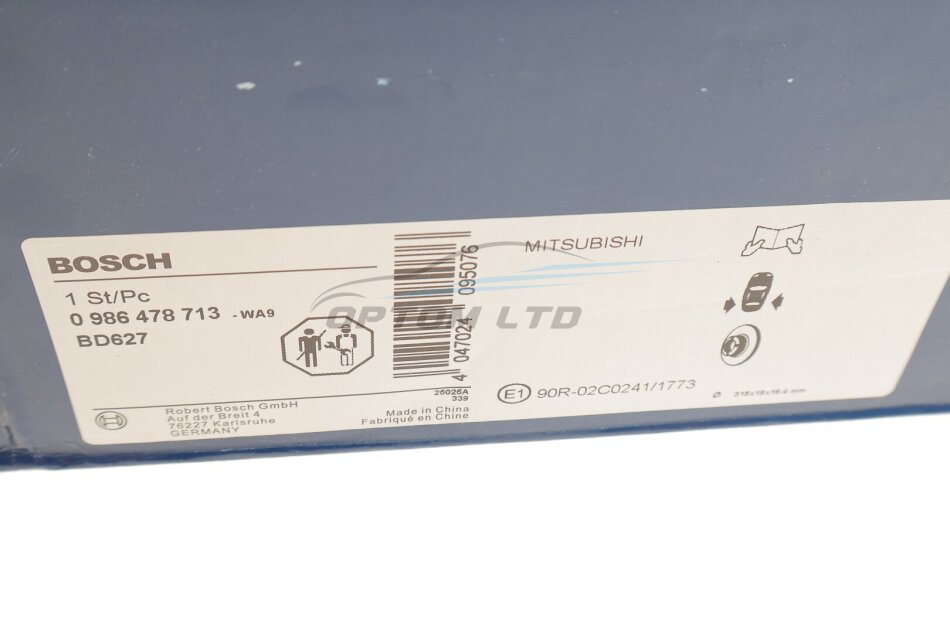 BOSCH
1 St/Pc
0 986 478 713 -WA9
BD627
4 047024 095076
MITSUBISHI
OPTOM LTD
E1 90R-02C0241/1773
25025A
339
Robert Bosch GmbH
Auf der Breit 4
76227 Karlsruhe
GERMANY
Made in China
Fabriqué en Chine